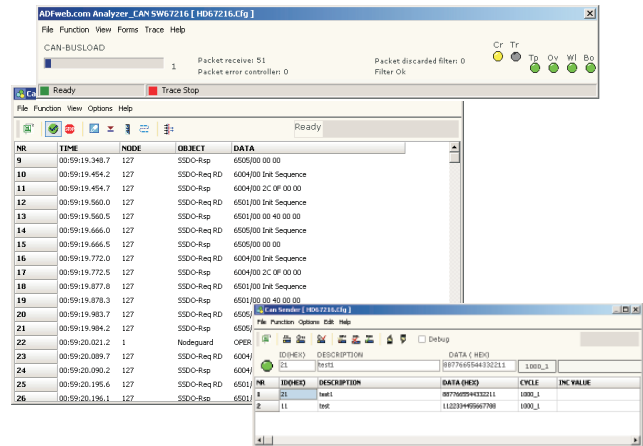 ADFweb.com Analyzer_CAN SW67216 [ HD67216.Cfg ]
File Function View Forms Trace Help
CAN-BUSLOAD
1
Packet receive: 51
Packet error controller: 0
Packet discarded filter: 0
Filter Ok
Cr Tr
Tp Ov Wl Bo
Ready Trace Stop
Ca
File Function View Options Help
Ready
NR TIME NODE OBJECT DATA
9 00:59:19.348.7 127 SSDO-Rsp 6505/00 00 00
10 00:59:19.454.2 127 SSDO-Req RD 6004/00 Init Sequence
11 00:59:19.454.7 127 SSDO-Rsp 6004/00 2C 0F 00 00
12 00:59:19.560.0 127 SSDO-Req RD 6501/00 Init Sequence
13 00:59:19.560.5 127 SSDO-Rsp 6501/00 00 40 00 00
14 00:59:19.666.0 127 SSDO-Req RD 6505/00 Init Sequence
15 00:59:19.666.5 127 SSDO-Rsp 6505/00 00 00
16 00:59:19.772.0 127 SSDO-Req RD 6004/00 Init Sequence
17 00:59:19.772.5 127 SSDO-Rsp 6004/00 2C 0F 00 00
18 00:59:19.877.8 127 SSDO-Req RD 6501/00 Init Sequence
19 00:59:19.878.3 127 SSDO-Rsp 6501/00 00 40 00 00
20 00:59:19.983.7 127 SSDO-Req RD 6505/
21 00:59:19.984.2 127 SSDO-Rsp 6505/
22 00:59:20.021.2 1 Nodeguard OPER
23 00:59:20.089.7 127 SSDO-Req RD 6004/
24 00:59:20.090.2 127 SSDO-Rsp 6004/
25 00:59:20.195.6 127 SSDO-Req RD 6501/
26 00:59:20.196.1 127 SSDO-Rsp 6501/
Can Sender [ HD67216.Cfg ]
File Function Options Edit Help
Debug
ID(HEX) DESCRIPTION DATA ( HEX)
21 test1 8877665544332211 1000_1
NR ID(HEX) DESCRIPTION DATA (HEX) CYCLE INC VALUE
1 21 test1 8877665544332211 1000_1
2 11 test 1122334455667788 1000_1